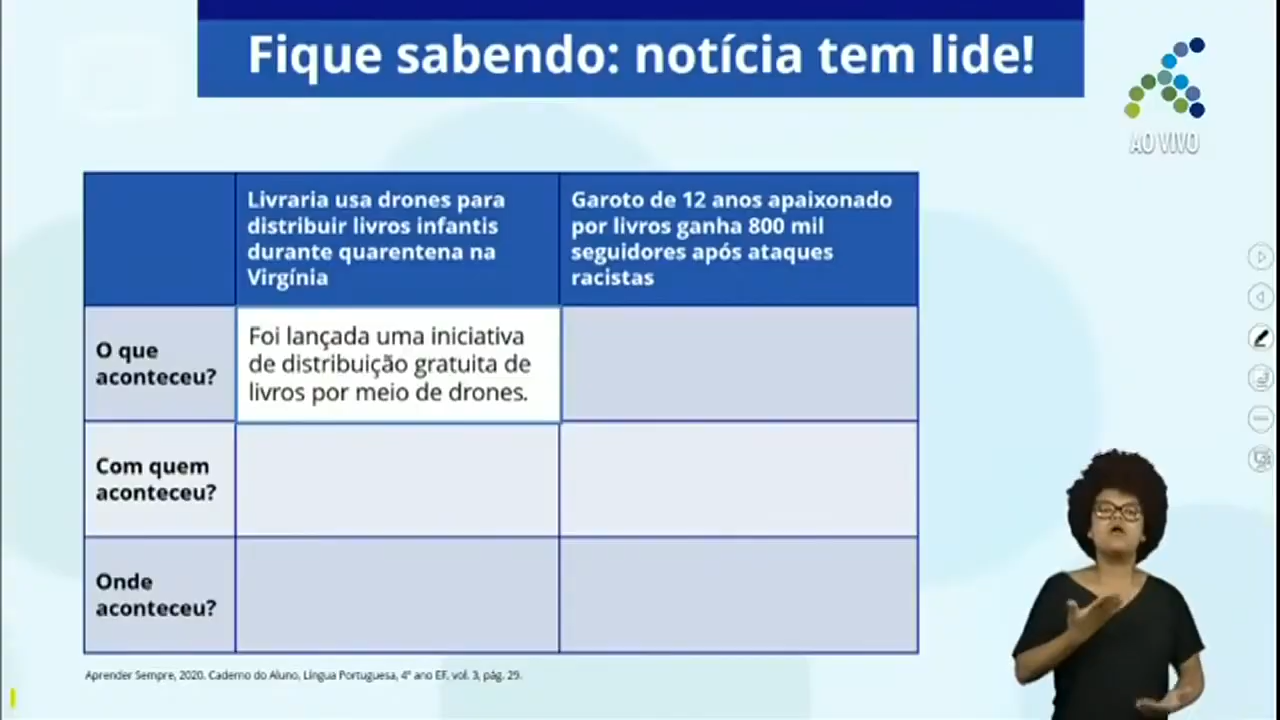 Fique sabendo: notícia tem lide!
AO VIVO
Livraria usa drones para
distribuir livros infantis
durante quarentena na
Virgínia
Garoto de 12 anos apaixonado
por livros ganha 800 mil
seguidores após ataques
racistas
O que
aconteceu?
Foi lançada uma iniciativa
de distribuição gratuita de
livros por meio de drones.
Com quem
aconteceu?
Onde
aconteceu?
Aprender Sempre, 2020. Caderno do Aluno, Língua Portuguesa, 4º ano EF, vol. 3, pág. 29.